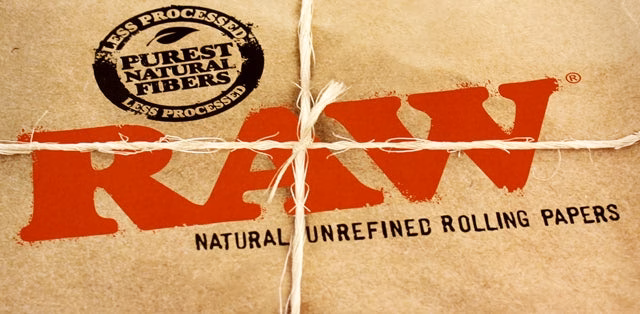 LESS PROCESSED
PUREST
NATURAL
FIBERS
LESS PROCESSED
RAW®
NATURAL UNREFINED ROLLING PAPERS